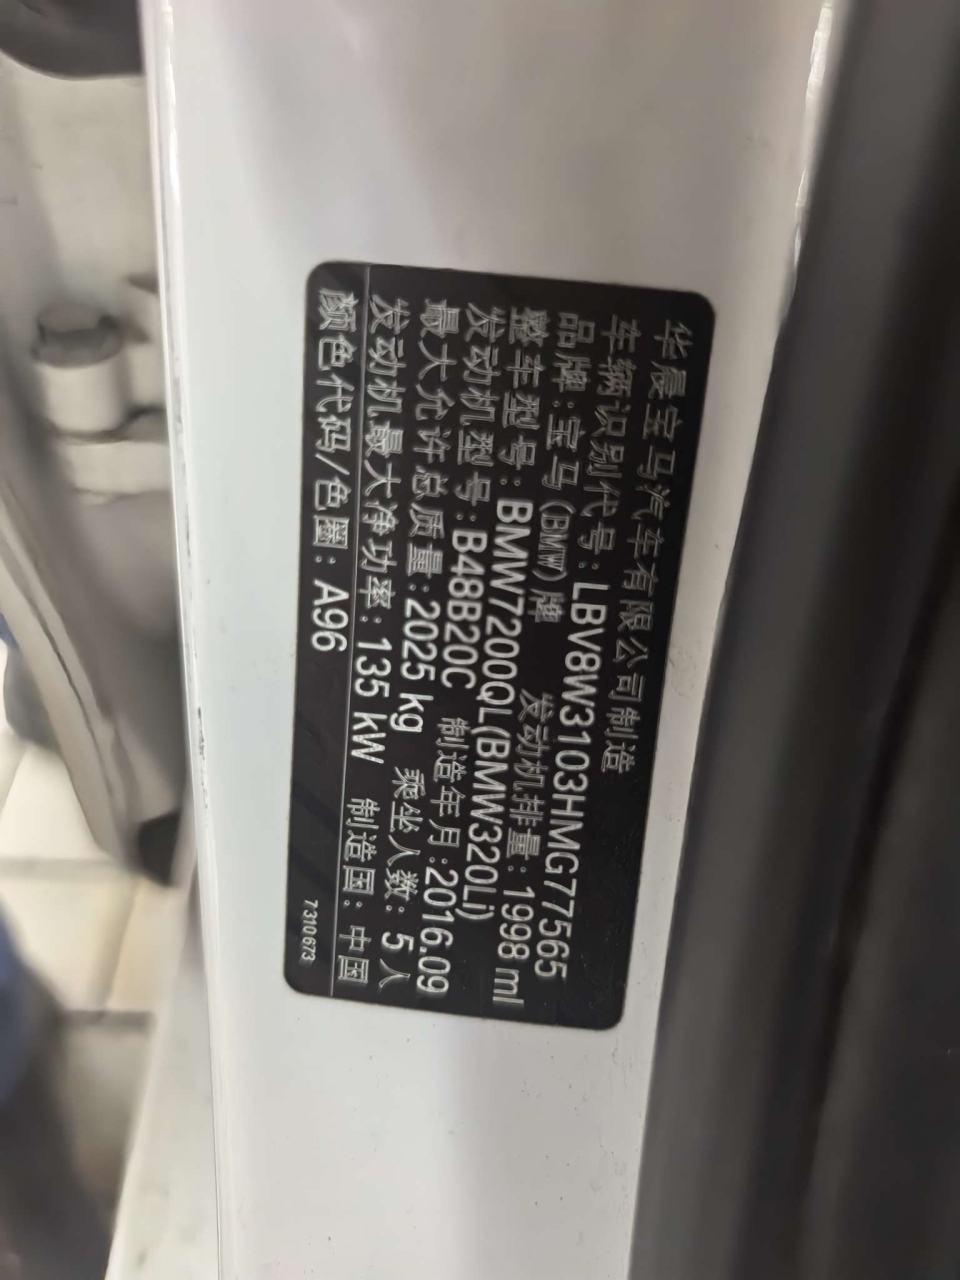 华晨宝马汽车有限公司制造
车辆识别代号:LBV8W3103HMG77565
品牌:宝马(BMW)牌 发动机排量:1998 ml
整车型号:BMW7200QL(BMW320Li)
发动机型号:B48B20C 制造年月:2016.09
最大允许总质量:2025 kg 乘坐人数:5人
发动机最大净功率:135 kW 制造国:中国
颜色代码/色圈:A96
7 310 673